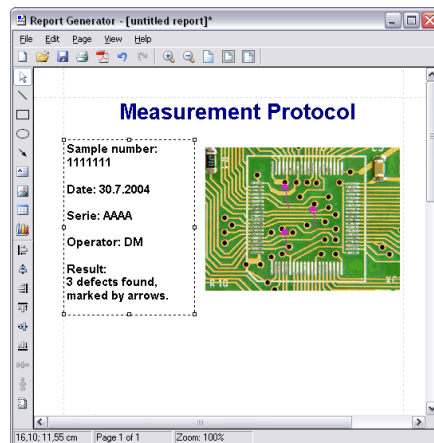 Report Generator - [untitled report]*
File Edit Page View Help
Measurement Protocol
Sample number:
1111111
Date: 30.7.2004
Serie: AAAA
Operator: DM
Result:
3 defects found,
marked by arrows.
A 10
16,10; 11,55 cm Page 1 of 1 Zoom: 100%